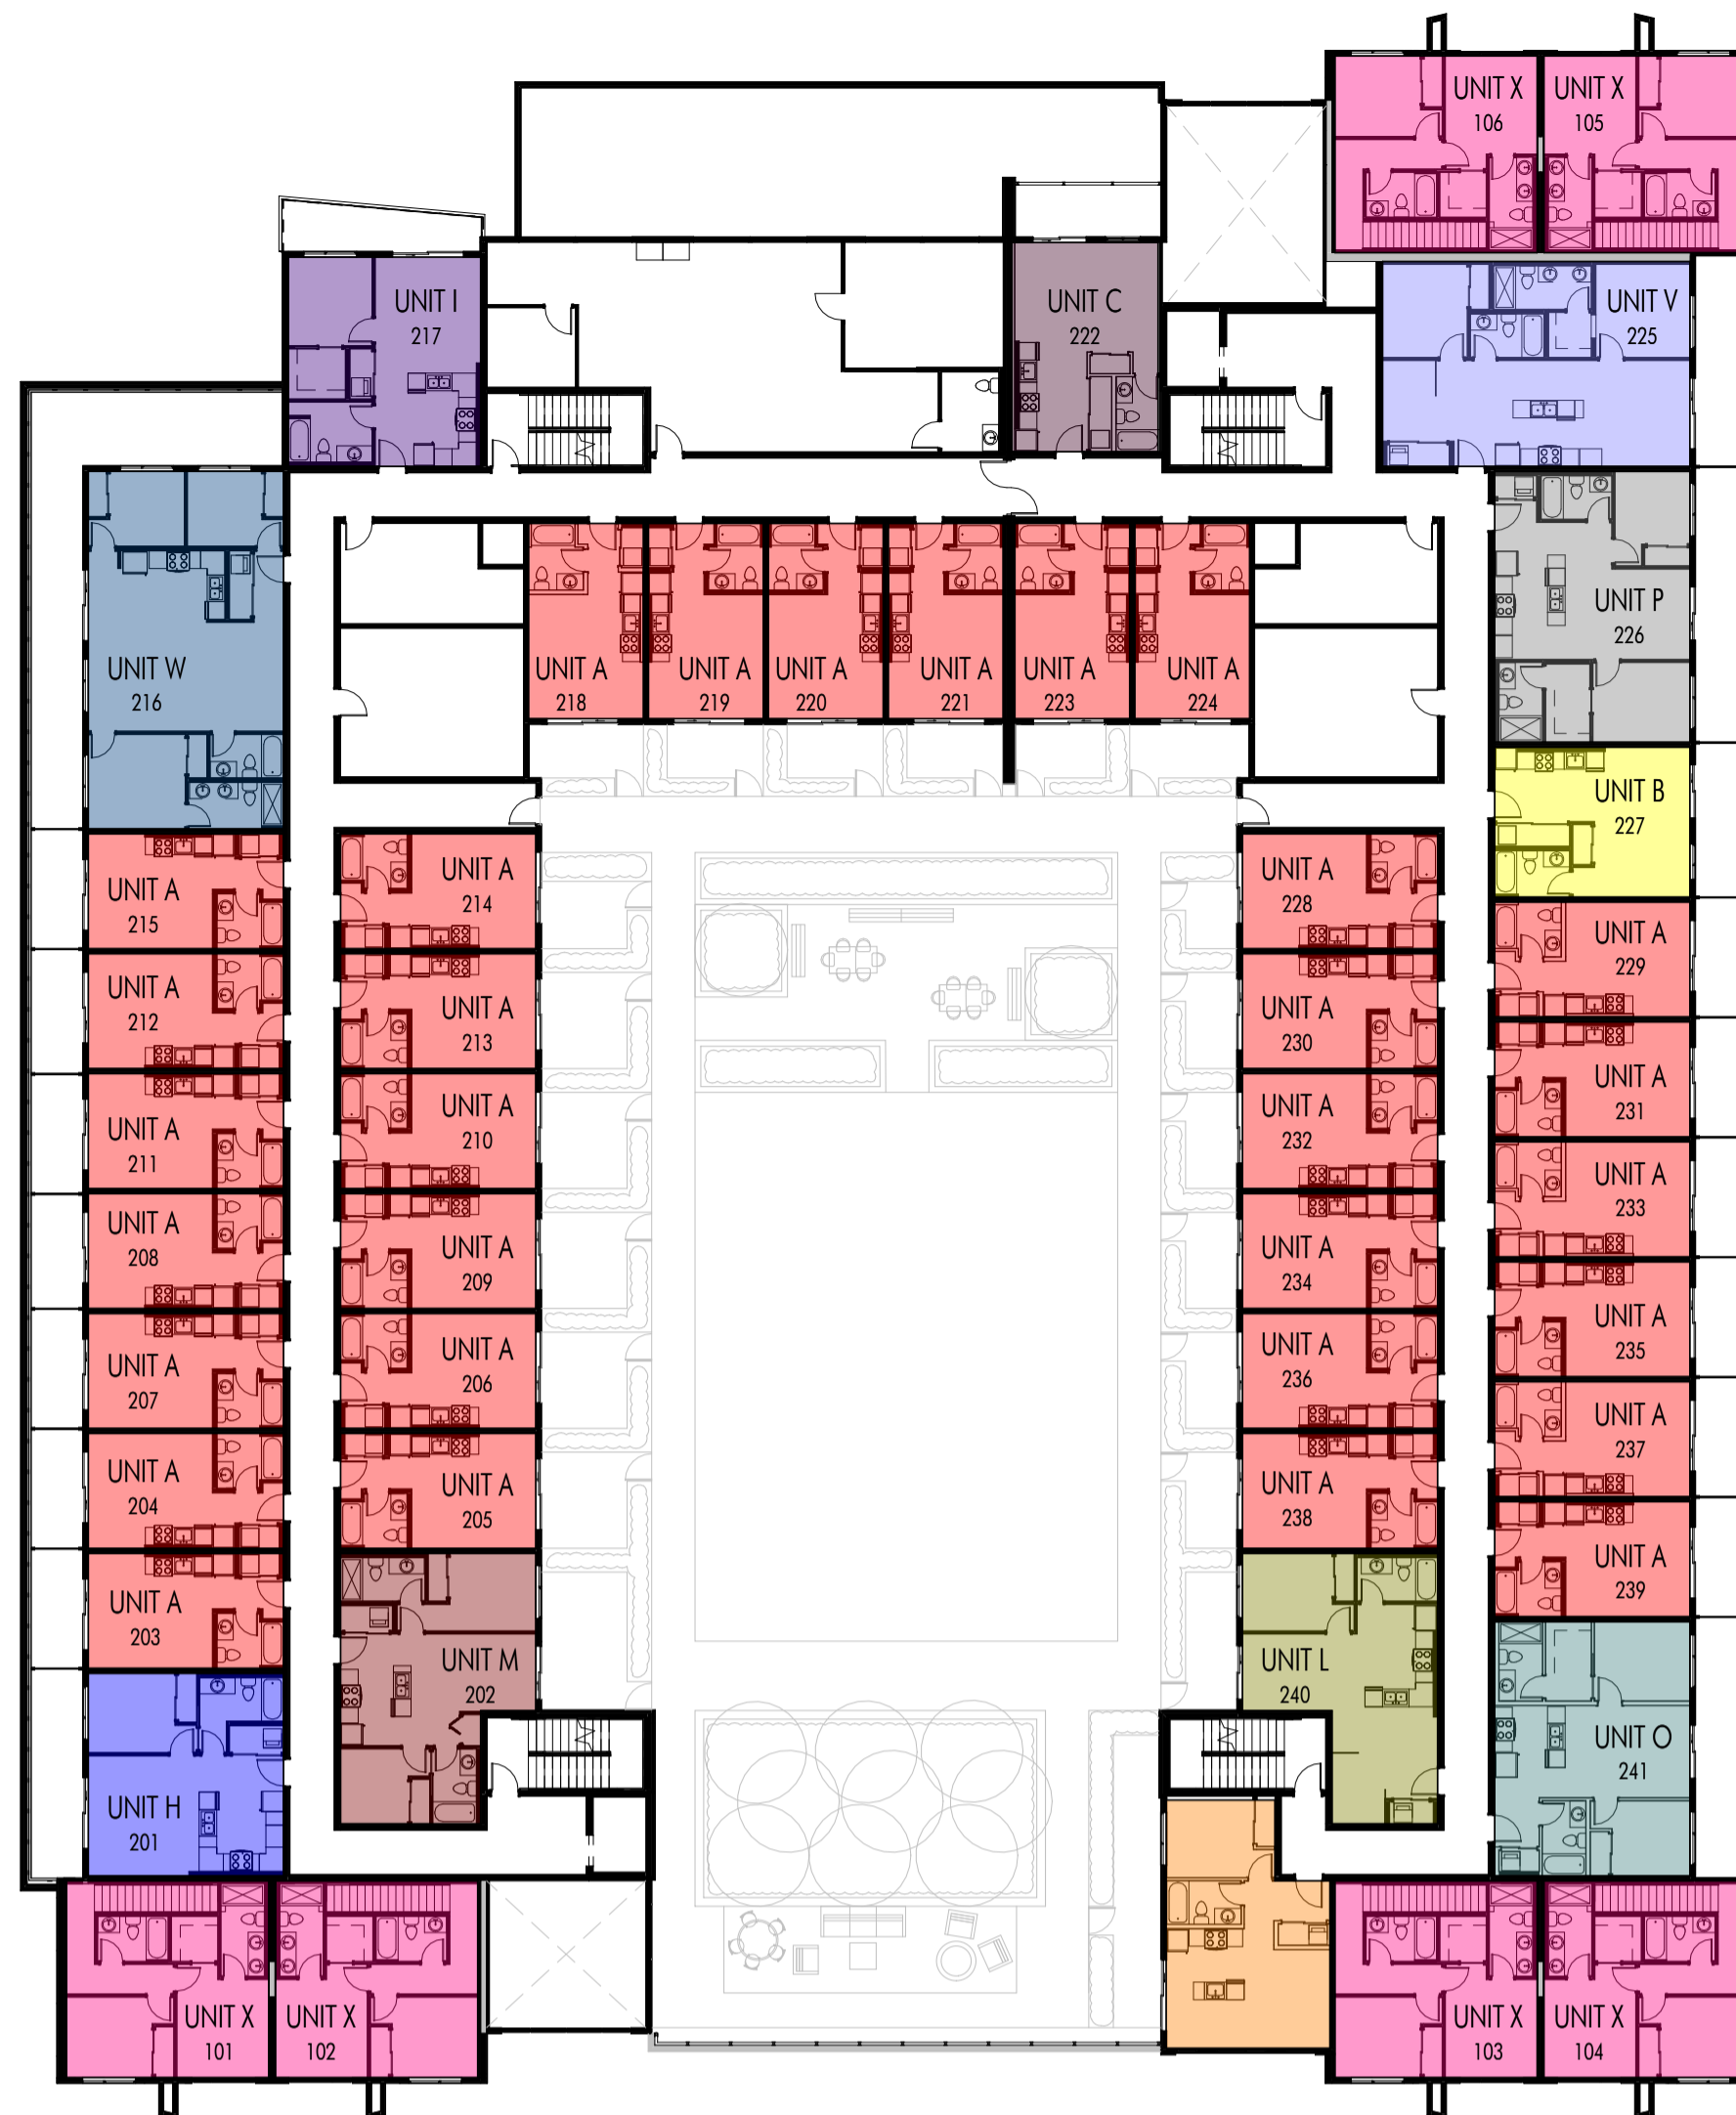 UNIT X
106
UNIT X
105
UNIT I
217
UNIT C
222
UNIT V
225
UNIT W
216
UNIT A
218
UNIT A
219
UNIT A
220
UNIT A
221
UNIT A
223
UNIT A
224
UNIT P
226
UNIT B
227
UNIT A
215
UNIT A
214
UNIT A
228
UNIT A
229
UNIT A
212
UNIT A
213
UNIT A
230
UNIT A
231
UNIT A
211
UNIT A
210
UNIT A
232
UNIT A
233
UNIT A
208
UNIT A
209
UNIT A
234
UNIT A
235
UNIT A
207
UNIT A
206
UNIT A
236
UNIT A
237
UNIT A
204
UNIT A
205
UNIT A
238
UNIT A
239
UNIT A
203
UNIT M
202
UNIT L
240
UNIT O
241
UNIT H
201
UNIT X
101
UNIT X
102
UNIT X
103
UNIT X
104